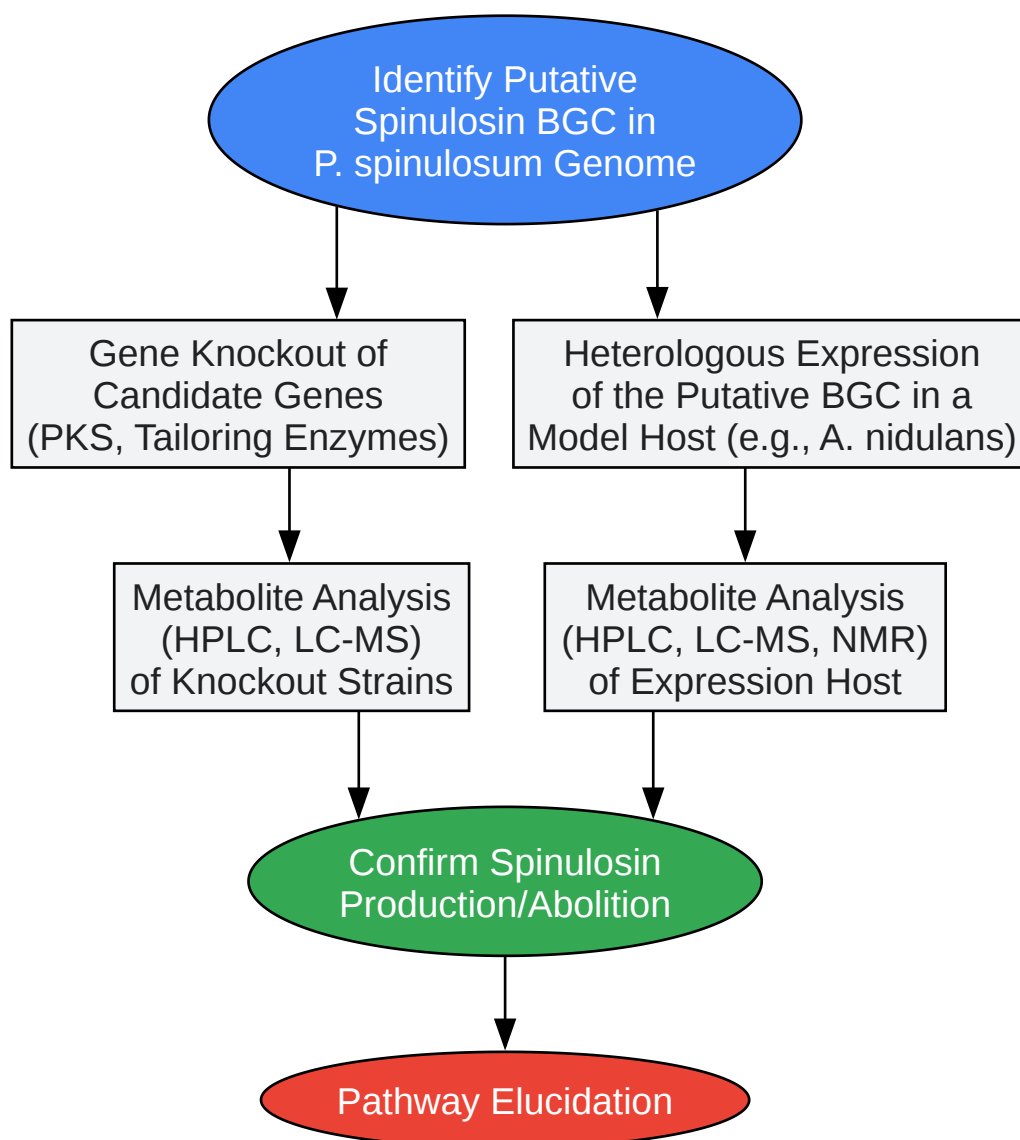 Identify Putative
Spinulosin BGC in
P. spinulosum Genome
Gene Knockout of
Candidate Genes
(PKS, Tailoring Enzymes)
Heterologous Expression
of the Putative BGC in a
Model Host (e.g., A. nidulans)
Metabolite Analysis
(HPLC, LC-MS)
of Knockout Strains
Metabolite Analysis
(HPLC, LC-MS, NMR)
of Expression Host
Confirm Spinulosin
Production/Abolition
Pathway Elucidation